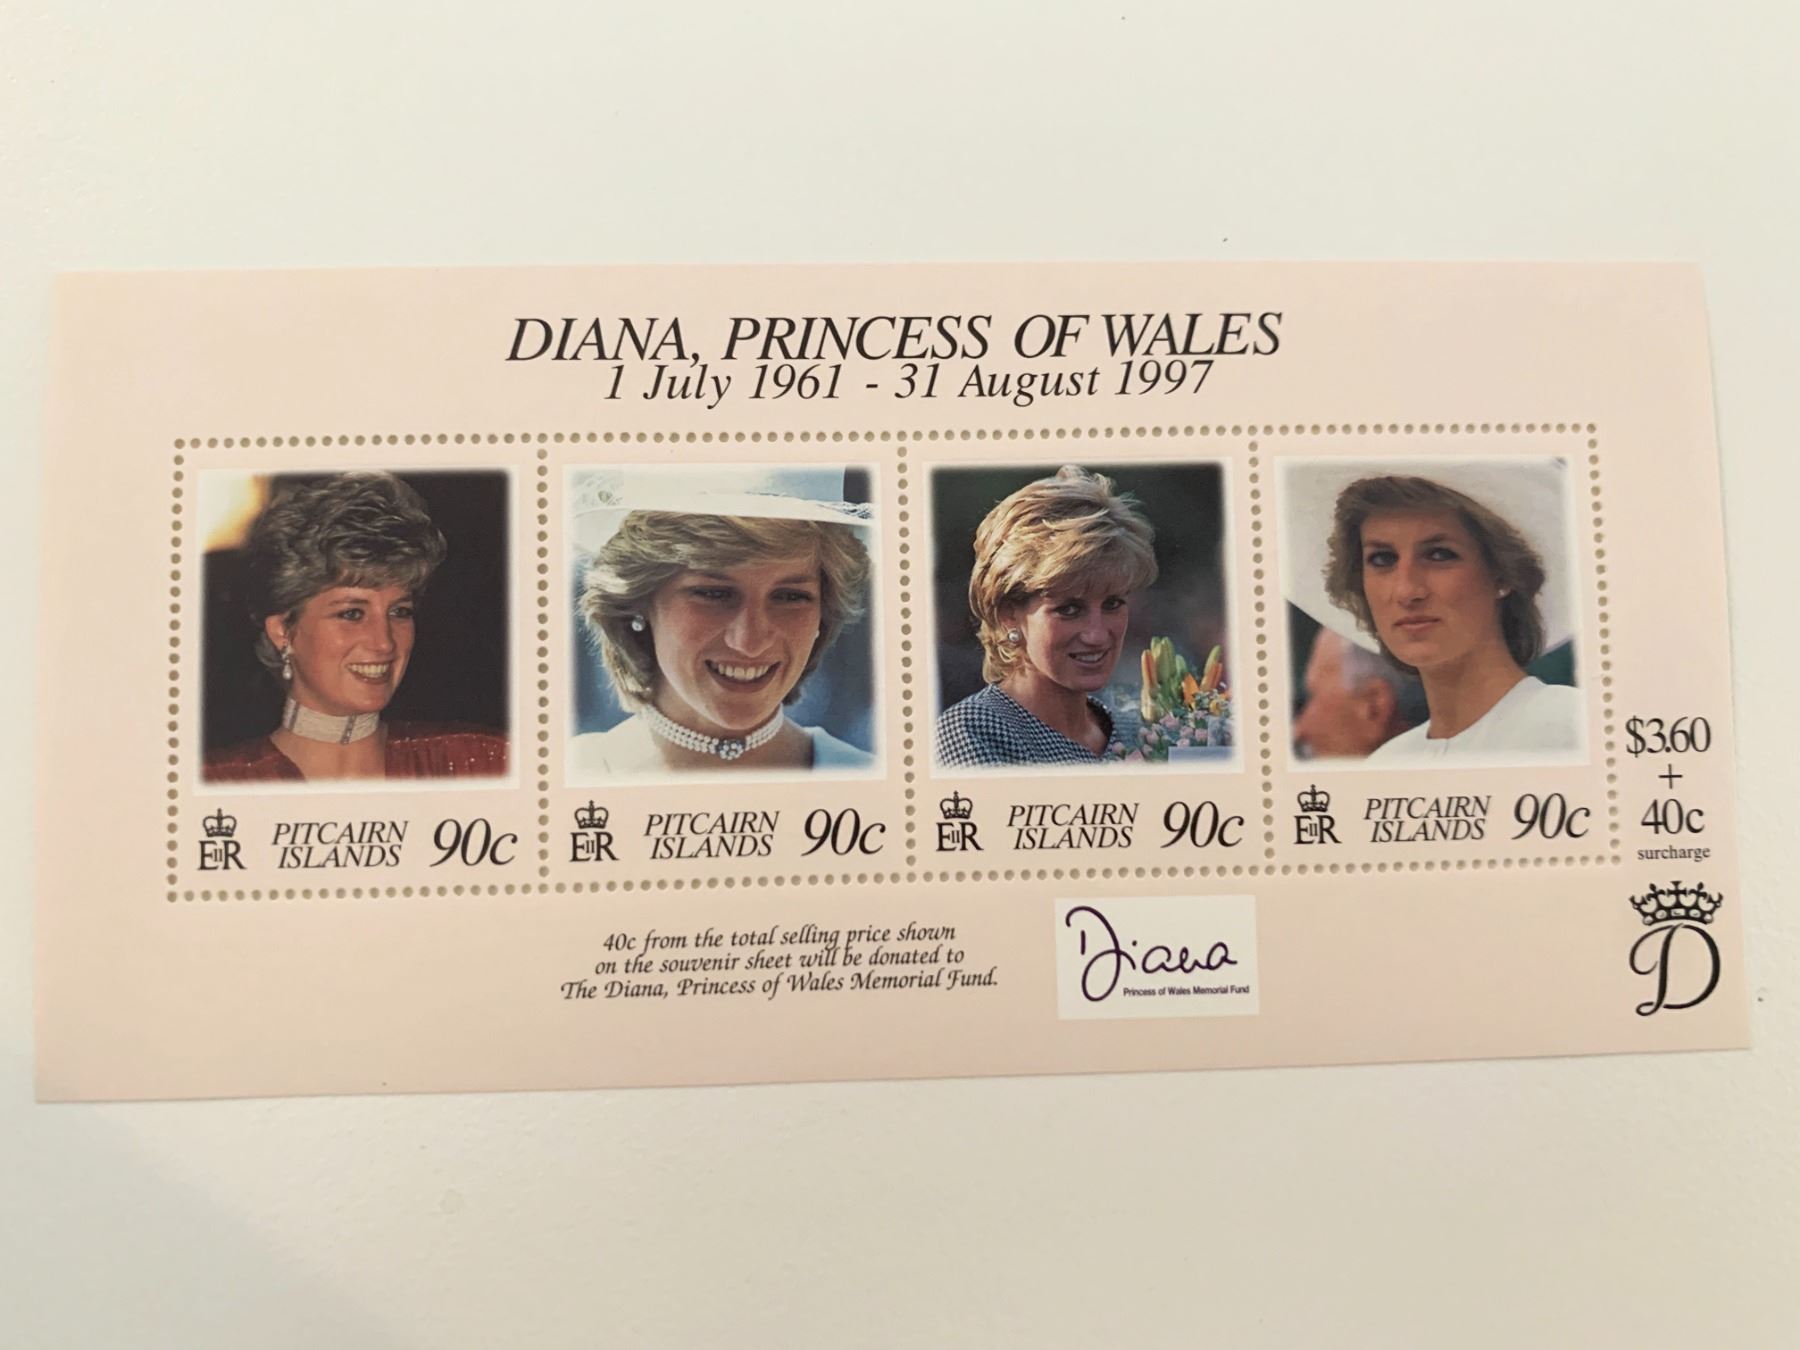 DIANA, PRINCESS OF WALES
1 July 1961 - 31 August 1997
EIIR PITCAIRN ISLANDS 90c
EIIR PITCAIRN ISLANDS 90c
EIIR PITCAIRN ISLANDS 90c
EIIR PITCAIRN ISLANDS 90c
$3.60
+
40c
surcharge
D
40c from the total selling price shown
on the souvenir sheet will be donated to
The Diana, Princess of Wales Memorial Fund.
Diana
Princess of Wales Memorial Fund